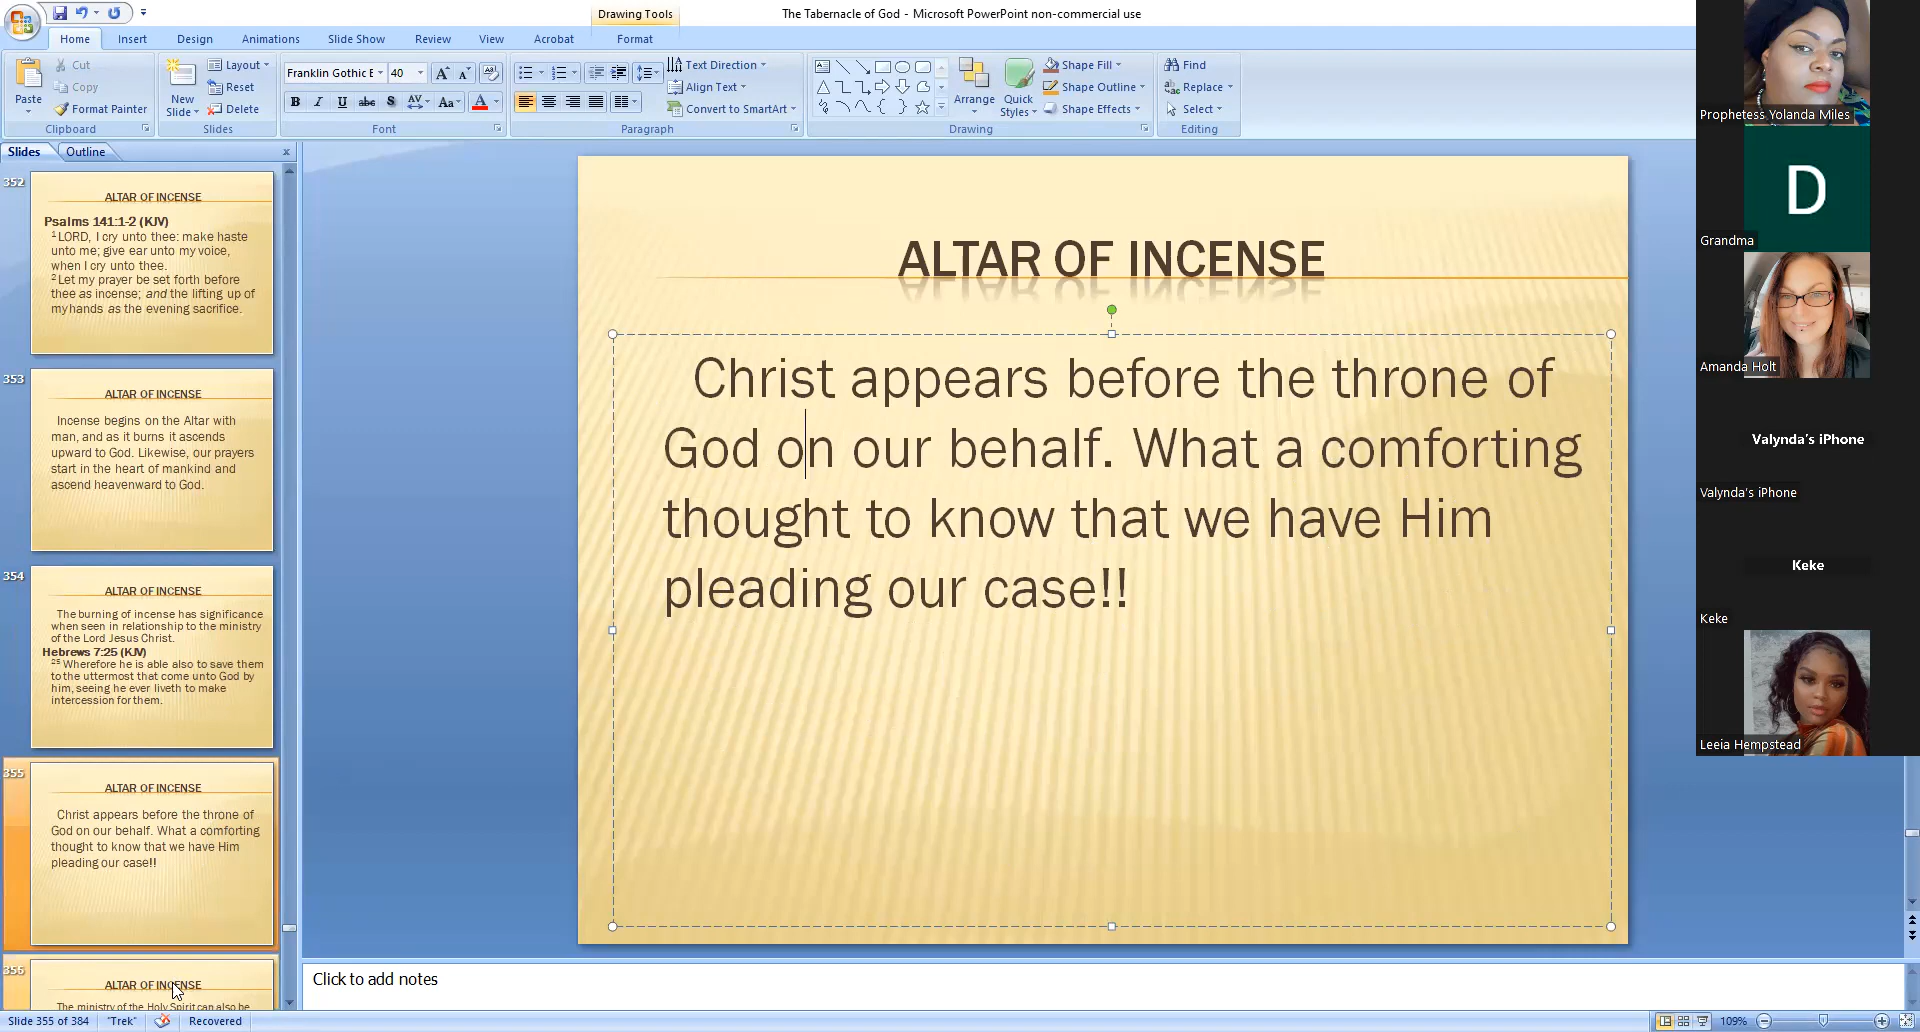 The Tabernacle of God - Microsoft PowerPoint non-commercial use
Drawing Tools
Home Insert Design Animations Slide Show Review View Acrobat Format
Paste
Cut
Copy
Format Painter
Clipboard
New Slide
Layout
Reset
Delete
Slides
Franklin Gothic E 40
B I U abc S AV Aa A
Font
Text Direction
Align Text
Convert to SmartArt
Paragraph
Arrange
Quick Styles
Shape Fill
Shape Outline
Shape Effects
Drawing
Find
Replace
Select
Editing
Slides Outline
352
ALTAR OF INCENSE
Psalms 141:1-2 (KJV)
1 LORD, I cry unto thee: make haste
unto me; give ear unto my voice,
when I cry unto thee.
2 Let my prayer be set forth before
thee as incense; and the lifting up of
my hands as the evening sacrifice.
353
ALTAR OF INCENSE
Incense begins on the Altar with
man, and as it burns it ascends
upward to God. Likewise, our prayers
start in the heart of mankind and
ascend heavenward to God.
354
ALTAR OF INCENSE
The burning of incense has significance
when seen in relationship to the ministry
of the Lord Jesus Christ.
Hebrews 7:25 (KJV)
25 Wherefore he is able also to save them
to the uttermost that come unto God by
him, seeing he ever liveth to make
intercession for them.
355
ALTAR OF INCENSE
Christ appears before the throne of
God on our behalf. What a comforting
thought to know that we have Him
pleading our case!!
356
ALTAR OF INCENSE
The ministry of the Holy Spirit can also be
ALTAR OF INCENSE
Christ appears before the throne of
God on our behalf. What a comforting
thought to know that we have Him
pleading our case!!
Click to add notes
Slide 355 of 384 "Trek" Recovered 109%
Prophetess Yolanda Miles
D
Grandma
Amanda Holt
Valynda's iPhone
Valynda's iPhone
Keke
Keke
Leeia Hempstead